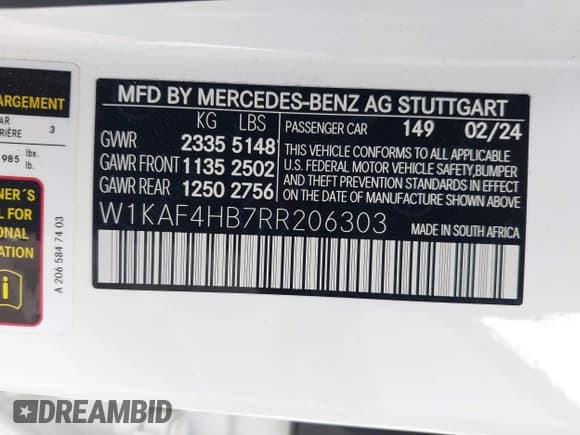 ARGEMENT
AR
RIÈRE 3
985 lbs.
lb.
NER´S
L FOR
ONAL
ATION
i
A 206 584 74 03
MFD BY MERCEDES-BENZ AG STUTTGART
KG LBS
GWWR 2335 5148
GAWR FRONT 1135 2502
GAWR REAR 1250 2756
PASSENGER CAR 149 02/24
THIS VEHICLE CONFORMS TO ALL APPLICABLE
U.S. FEDERAL MOTOR VEHICLE SAFETY,BUMPER
AND THEFT PREVENTION STANDARDS IN EFFECT
ON THE DATE OF MANUFACTURE SHOWN ABOVE.
W1KAF4HB7RR206303
MADE IN SOUTH AFRICA
DREAMBID